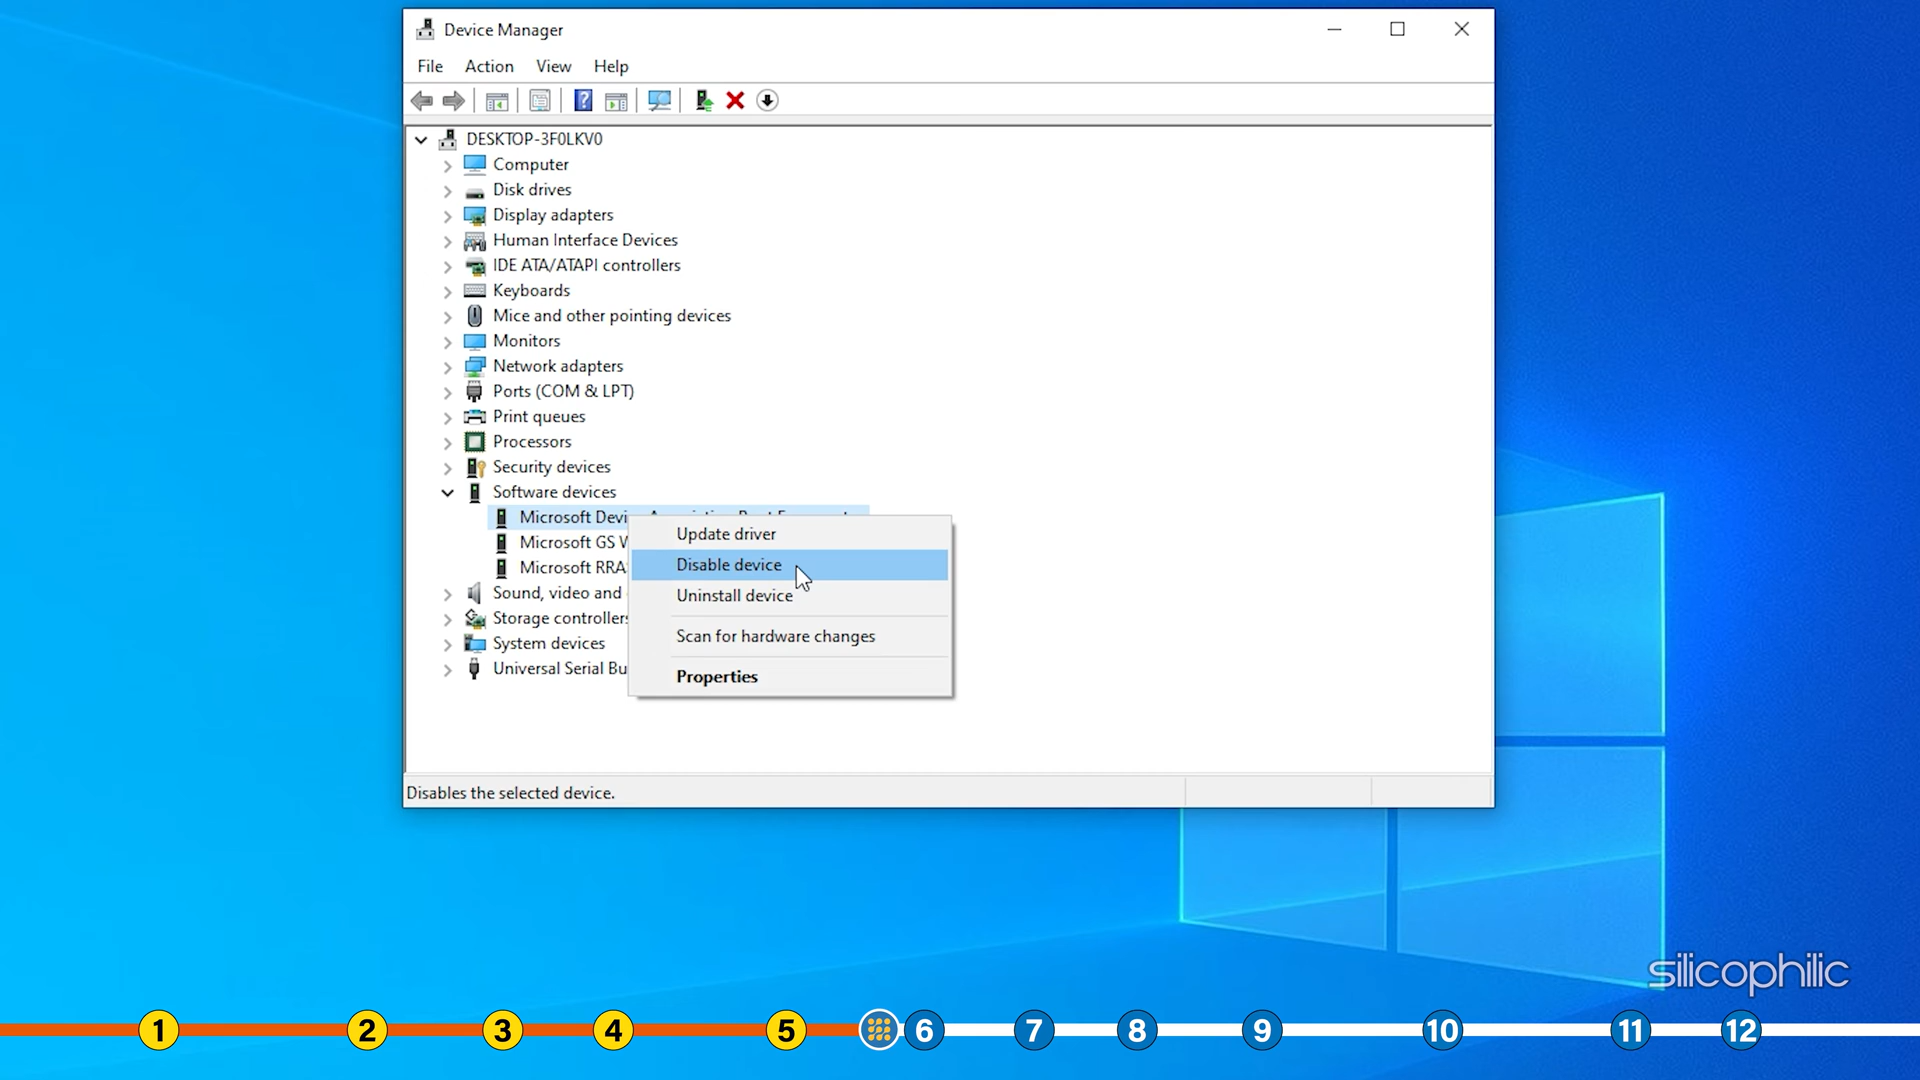 Device Manager
File Action View Help
DESKTOP-3F0LKV0
Computer
Disk drives
Display adapters
Human Interface Devices
IDE ATA/ATAPI controllers
Keyboards
Mice and other pointing devices
Monitors
Network adapters
Ports (COM & LPT)
Print queues
Processors
Security devices
Software devices
Microsoft
Microsoft GS
Microsoft
Sound, video and
Storage controllers
System devices
Universal Serial
Update driver
Disable device
Uninstall device
Scan for hardware changes
Properties
Disables the selected device.
silicophilic
1 2 3 4 5 6 7 8 9 10 11 12